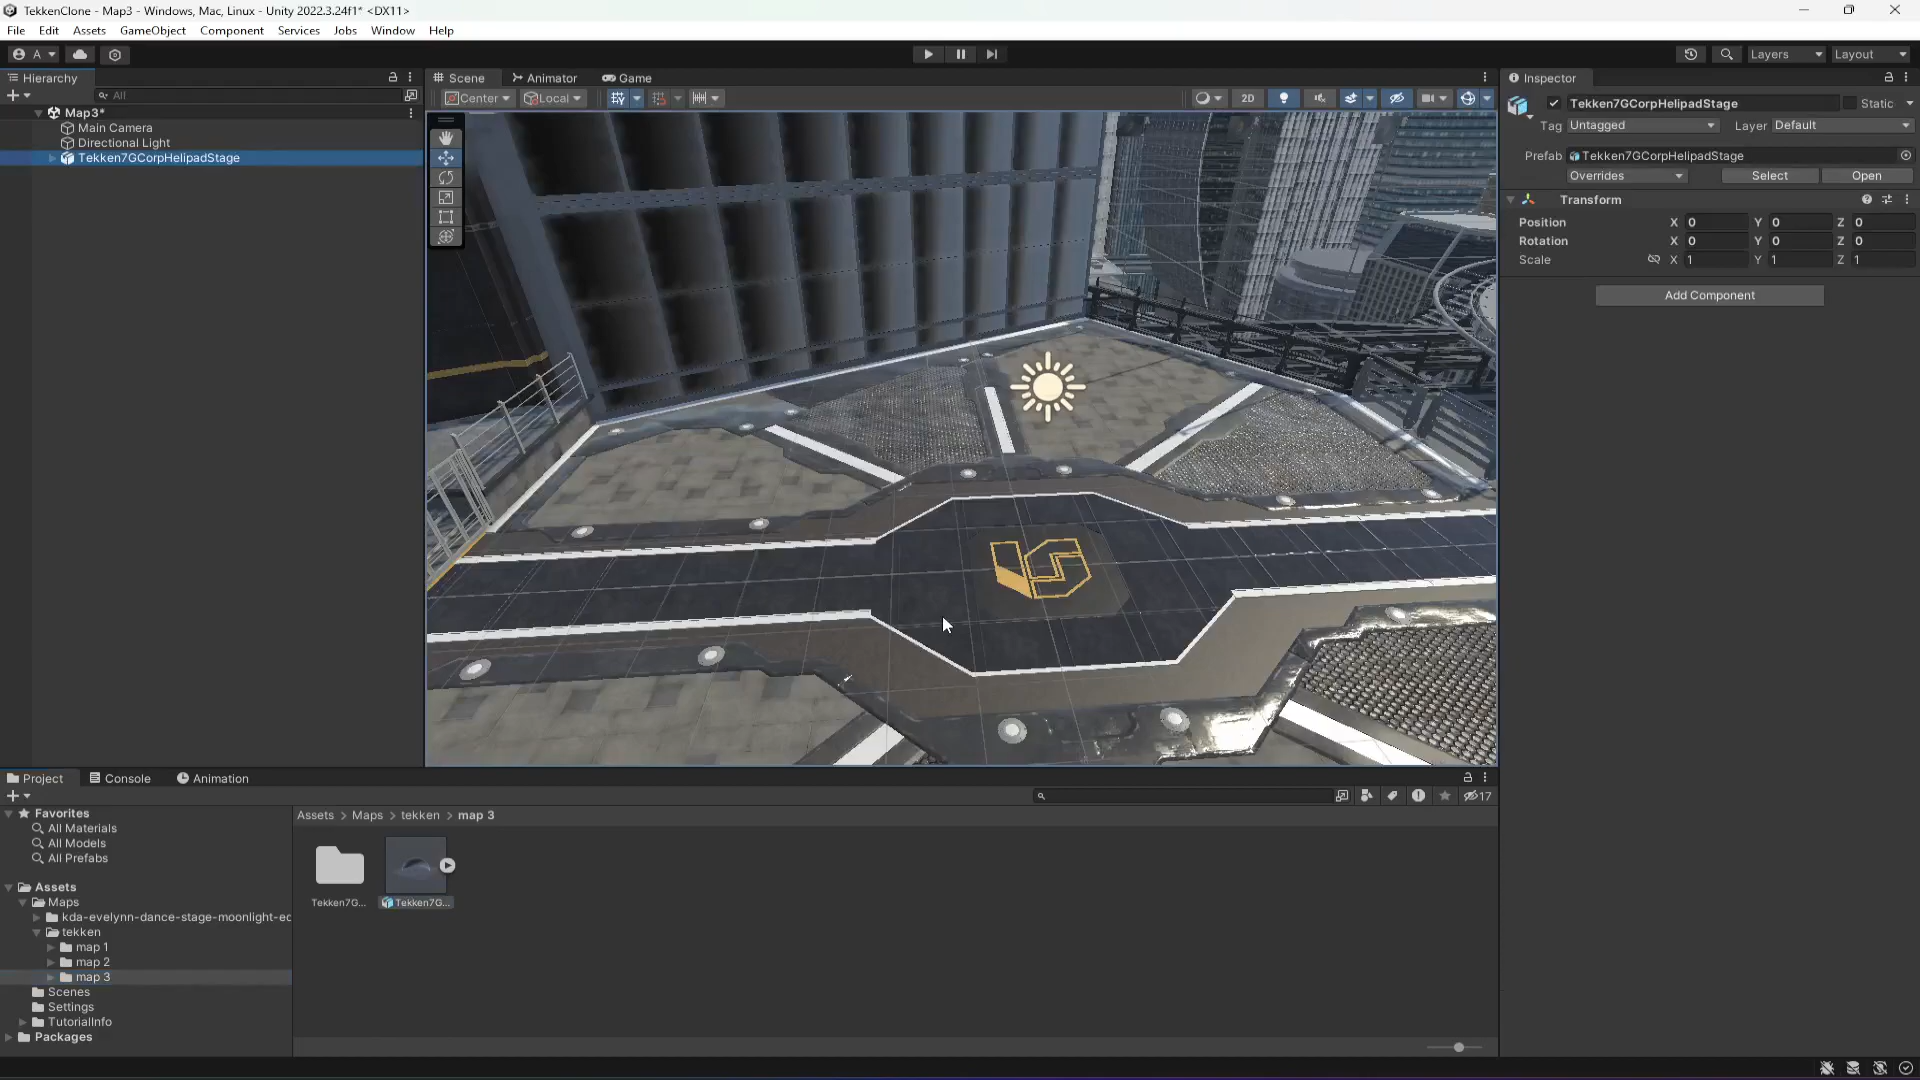 TekkenClone - Map3 - Windows, Mac, Linux - Unity 2022.3.24f1* <DX11>
File Edit Assets GameObject Component Services Jobs Window Help
A
Layers
Layout
Hierarchy
All
Map3*
Main Camera
Directional Light
Tekken7GCorpHelipadStage
Scene
Animator
Game
Center
Local
2D
Inspector
Tekken7GCorpHelipadStage
Static
Tag Untagged
Layer Default
Prefab Tekken7GCorpHelipadStage
Overrides
Select
Open
Transform
Position X 0 Y 0 Z 0
Rotation X 0 Y 0 Z 0
Scale X 1 Y 1 Z 1
Add Component
Project
Console
Animation
17
Favorites
All Materials
All Models
All Prefabs
Assets
Maps
kda-evelynn-dance-stage-moonlight-ec
tekken
map 1
map 2
map 3
Scenes
Settings
TutorialInfo
Packages
Assets > Maps > tekken > map 3
Tekken7G...
Tekken7G...